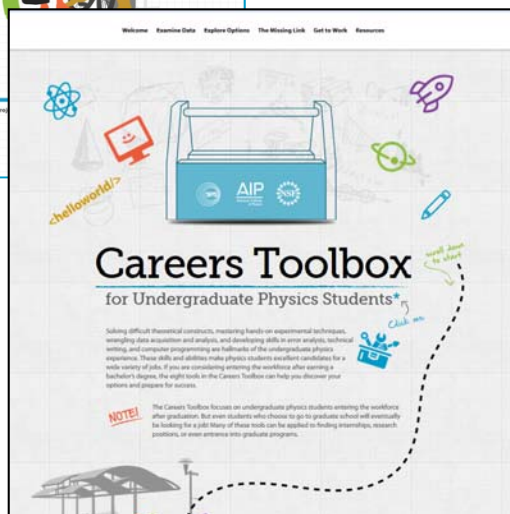 Welcome Examine Data Explore Options The Missing Link Get to Work Resources
<helloworld/>
AIP
NSF
Careers Toolbox
for Undergraduate Physics Students*
scroll down
to start
Click me
Solving difficult theoretical constructs, mastering hands-on experimental techniques,
wrangling data acquisition and analysis, and developing skills in error analysis, technical
writing, and computer programming are hallmarks of the undergraduate physics
experience. These skills and abilities make physics students excellent candidates for a
wide variety of jobs. If you are considering entering the workforce after earning a
bachelor's degree, the eight tools in the Careers Toolbox can help you discover your
options and prepare for success.
NOTE!
The Careers Toolbox focuses on undergraduate physics students entering the workforce
after graduation. But even students who choose to go to graduate school will eventually
be looking for a job! Many of these tools can be applied to finding internships, research
positions, or even entrance into graduate programs.